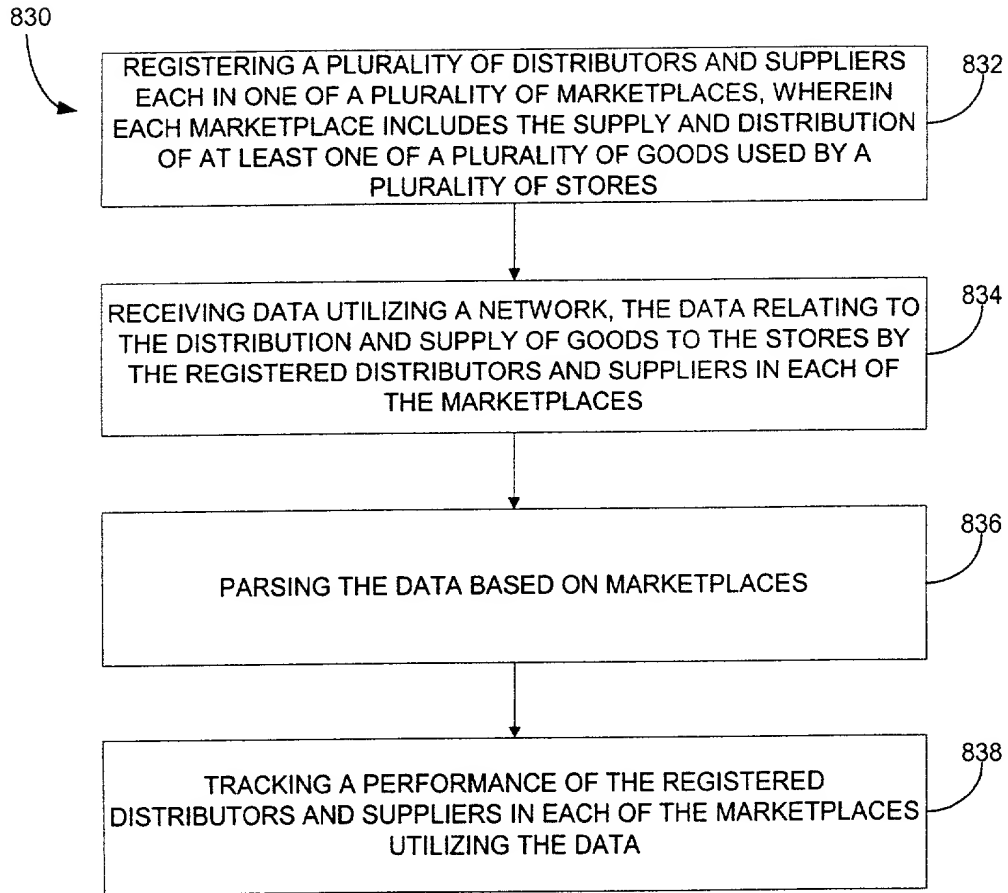 830
REGISTERING A PLURALITY OF DISTRIBUTORS AND SUPPLIERS
EACH IN ONE OF A PLURALITY OF MARKETPLACES, WHEREIN
EACH MARKETPLACE INCLUDES THE SUPPLY AND DISTRIBUTION
OF AT LEAST ONE OF A PLURALITY OF GOODS USED BY A
PLURALITY OF STORES
832
RECEIVING DATA UTILIZING A NETWORK, THE DATA RELATING TO
THE DISTRIBUTION AND SUPPLY OF GOODS TO THE STORES BY
THE REGISTERED DISTRIBUTORS AND SUPPLIERS IN EACH OF
THE MARKETPLACES
834
PARSING THE DATA BASED ON MARKETPLACES
836
TRACKING A PERFORMANCE OF THE REGISTERED
DISTRIBUTORS AND SUPPLIERS IN EACH OF THE MARKETPLACES
UTILIZING THE DATA
838